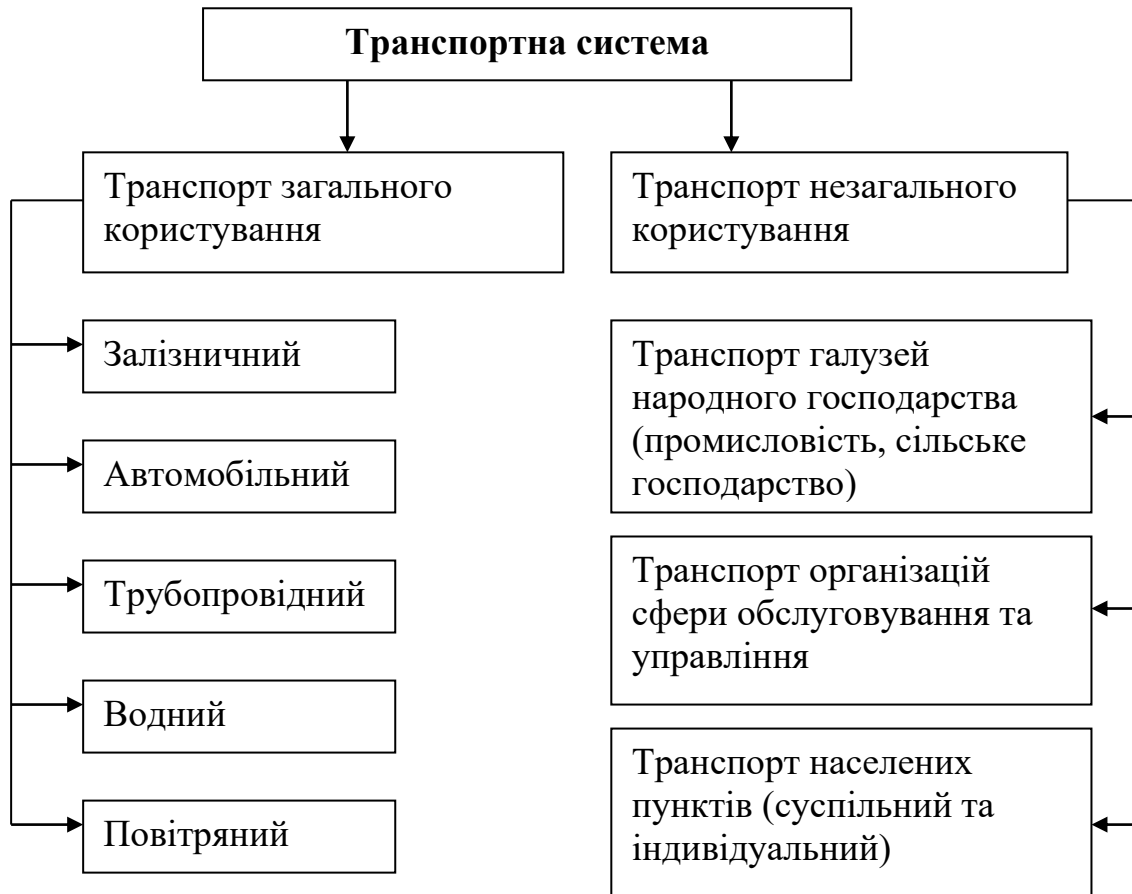 Транспортна система
Транспорт загального
користування
Залізничний
Автомобільний
Трубопровідний
Водний
Повітряний
Транспорт незагального
користування
Транспорт галузей
народного господарства
(промисловість, сільське
господарство)
Транспорт організацій
сфери обслуговування та
управління
Транспорт населених
пунктів (суспільний та
індивідуальний)